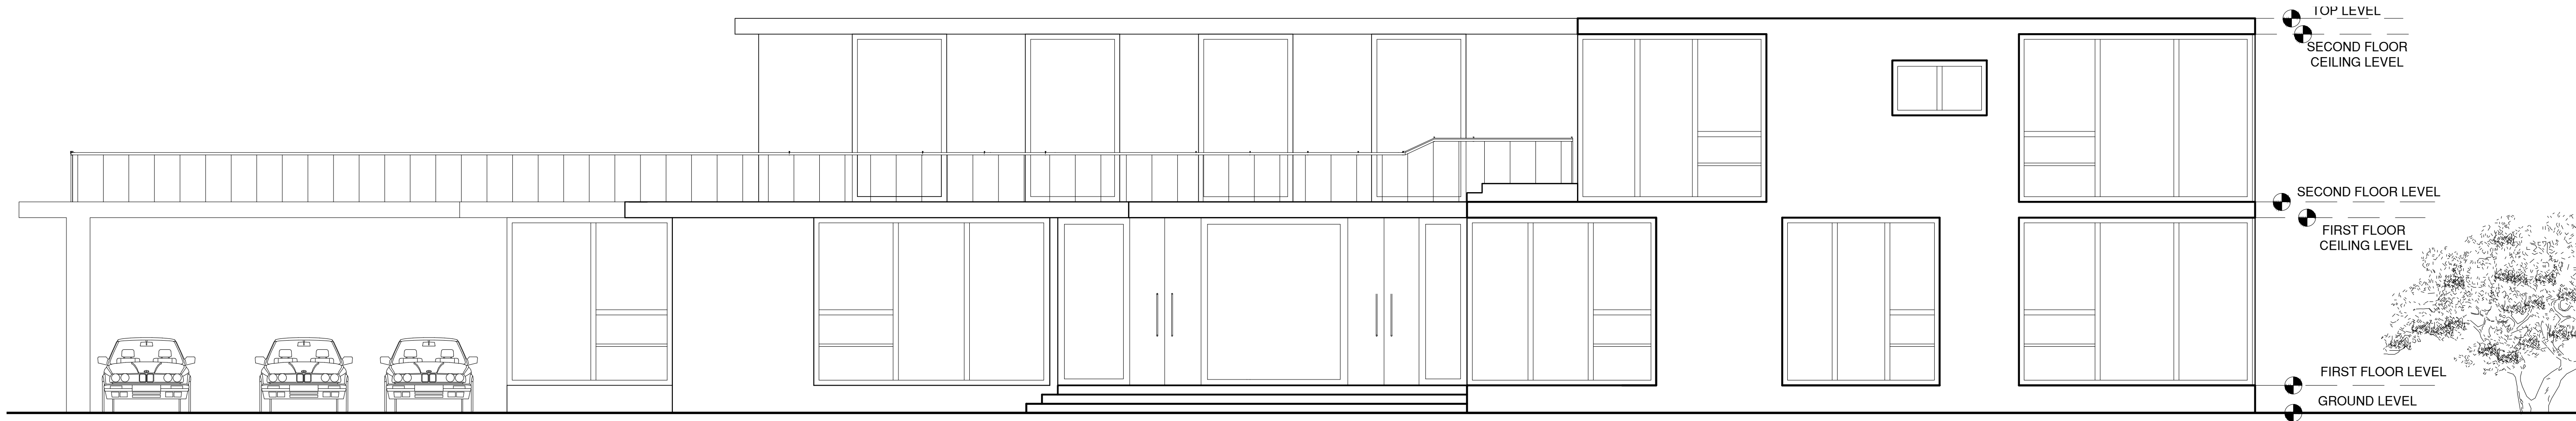 TOP LEVEL
SECOND FLOOR
CEILING LEVEL
SECOND FLOOR LEVEL
FIRST FLOOR
CEILING LEVEL
FIRST FLOOR LEVEL
GROUND LEVEL